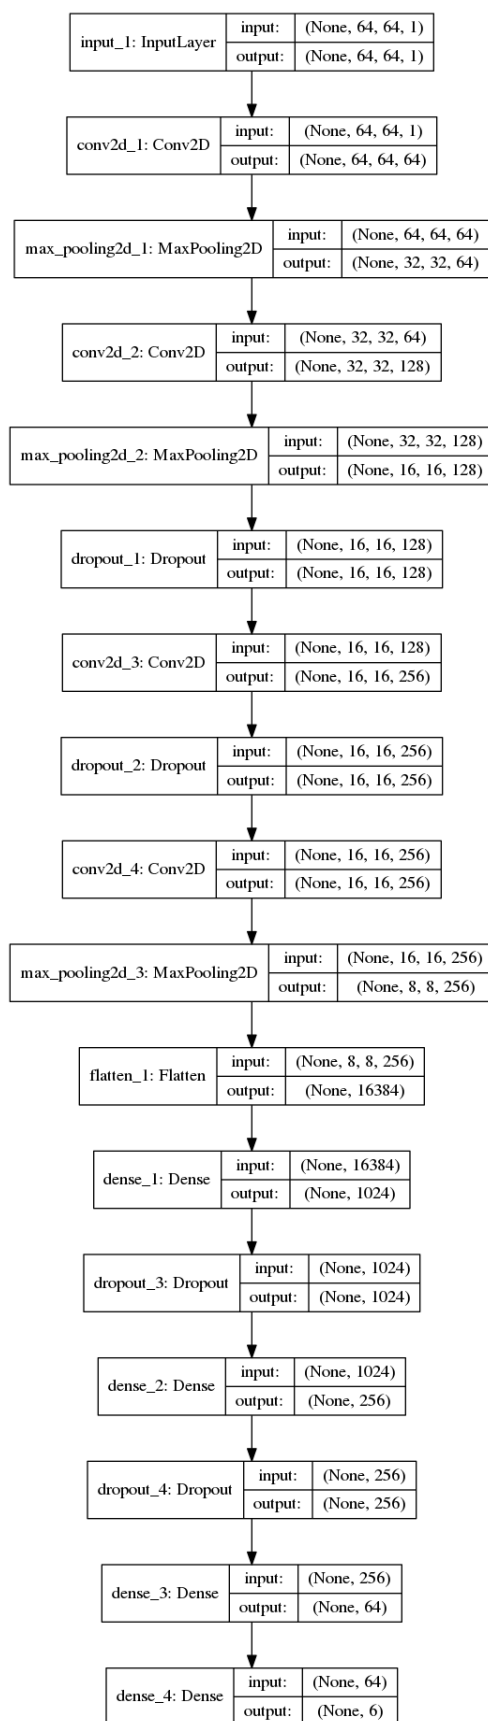 input_1: InputLayer
input: (None, 64, 64, 1)
output: (None, 64, 64, 1)
conv2d_1: Conv2D
input: (None, 64, 64, 1)
output: (None, 64, 64, 64)
max_pooling2d_1: MaxPooling2D
input: (None, 64, 64, 64)
output: (None, 32, 32, 64)
conv2d_2: Conv2D
input: (None, 32, 32, 64)
output: (None, 32, 32, 128)
max_pooling2d_2: MaxPooling2D
input: (None, 32, 32, 128)
output: (None, 16, 16, 128)
dropout_1: Dropout
input: (None, 16, 16, 128)
output: (None, 16, 16, 128)
conv2d_3: Conv2D
input: (None, 16, 16, 128)
output: (None, 16, 16, 256)
dropout_2: Dropout
input: (None, 16, 16, 256)
output: (None, 16, 16, 256)
conv2d_4: Conv2D
input: (None, 16, 16, 256)
output: (None, 16, 16, 256)
max_pooling2d_3: MaxPooling2D
input: (None, 16, 16, 256)
output: (None, 8, 8, 256)
flatten_1: Flatten
input: (None, 8, 8, 256)
output: (None, 16384)
dense_1: Dense
input: (None, 16384)
output: (None, 1024)
dropout_3: Dropout
input: (None, 1024)
output: (None, 1024)
dense_2: Dense
input: (None, 1024)
output: (None, 256)
dropout_4: Dropout
input: (None, 256)
output: (None, 256)
dense_3: Dense
input: (None, 256)
output: (None, 64)
dense_4: Dense
input: (None, 64)
output: (None, 6)